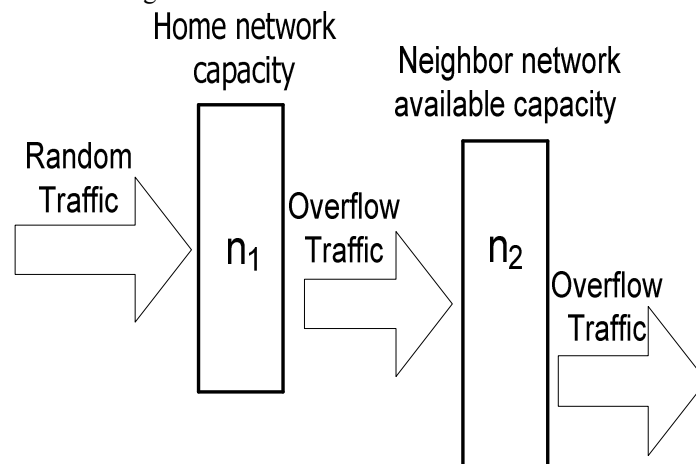 Home network
capacity
Neighbor network
available capacity
Random
Traffic
n₁
Overflow
Traffic
n₂
Overflow
Traffic